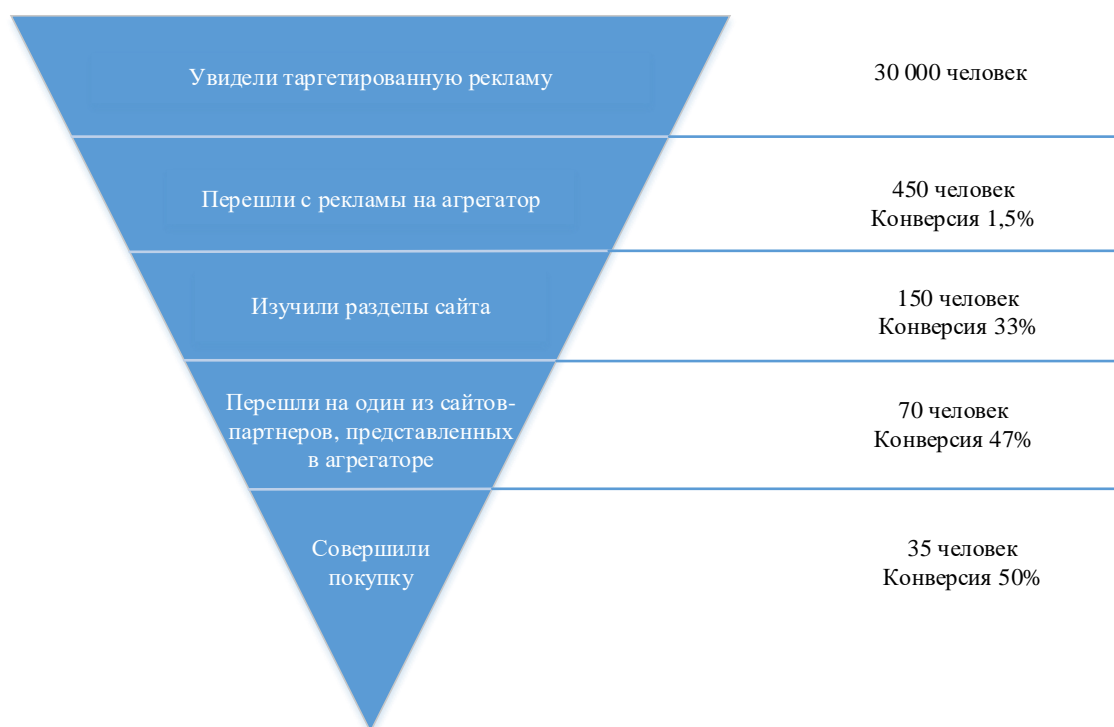 Увидели таргетированную рекламу
30 000 человек
Перешли с рекламы на агрегатор
450 человек
Конверсия 1,5%
Изучили разделы сайта
150 человек
Конверсия 33%
Перешли на один из сайтов-
партнеров, представленных
в агрегаторе
70 человек
Конверсия 47%
Совершили
покупку
35 человек
Конверсия 50%